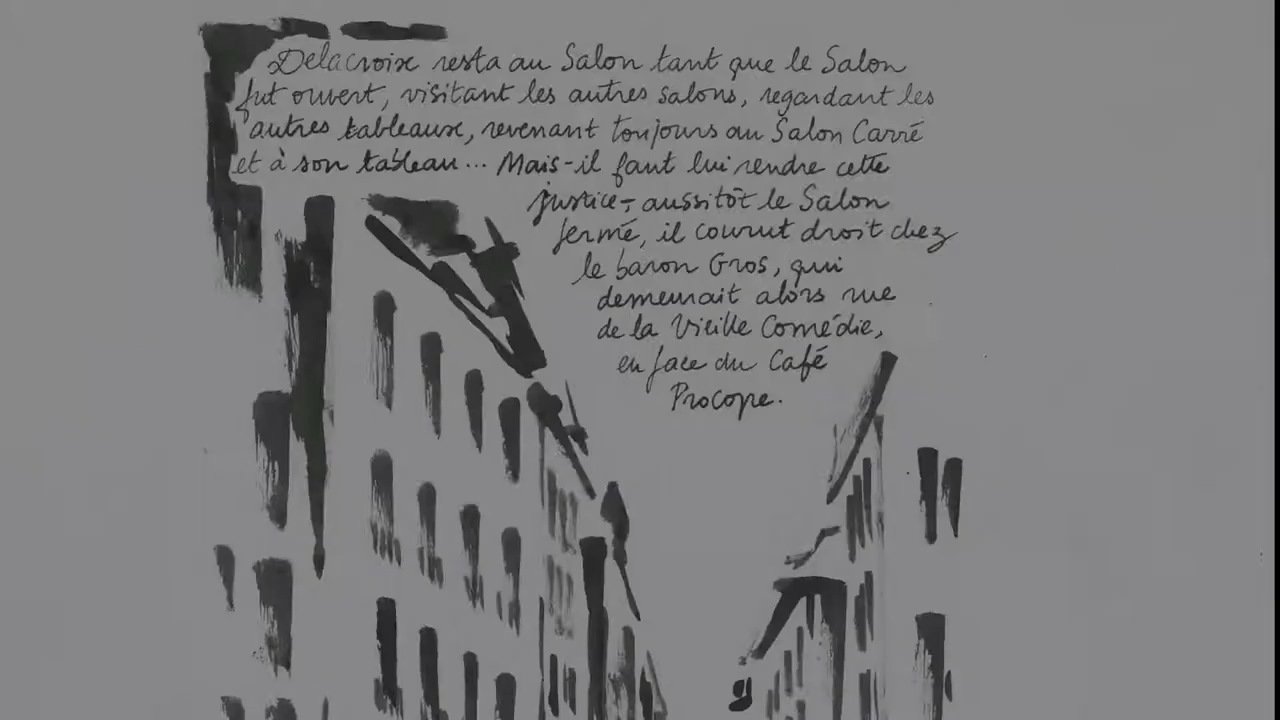 Delacroix resta au Salon tant que le Salon
fut ouvert, visitant les autres salons, regardant les
autres tableaux, revenant toujours au Salon Carré
et à son tableau... Mais - il faut lui rendre cette
justice - aussitôt le Salon
fermé, il courut droit chez
le baron Gros, qui
demeurait alors rue
de la Vieille Comédie,
en face du Café
Procope.